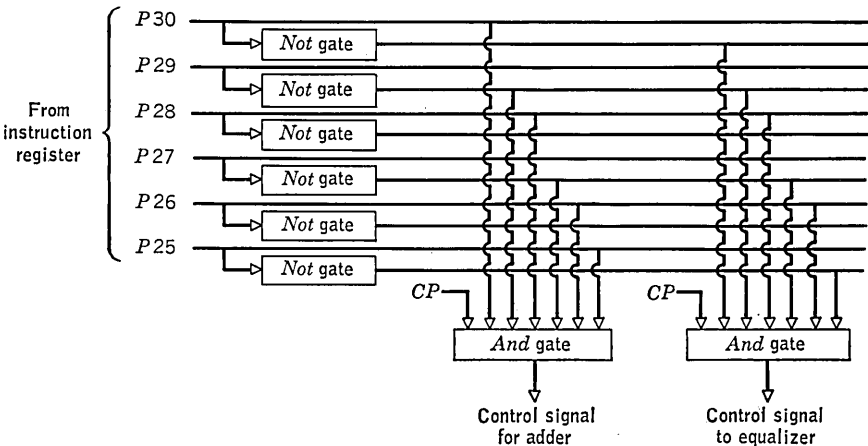 P30
Not gate
P29
Not gate
P28
Not gate
P27
Not gate
P26
Not gate
P25
Not gate
From
instruction
register
CP
CP
And gate
And gate
Control signal
for adder
Control signal
to equalizer